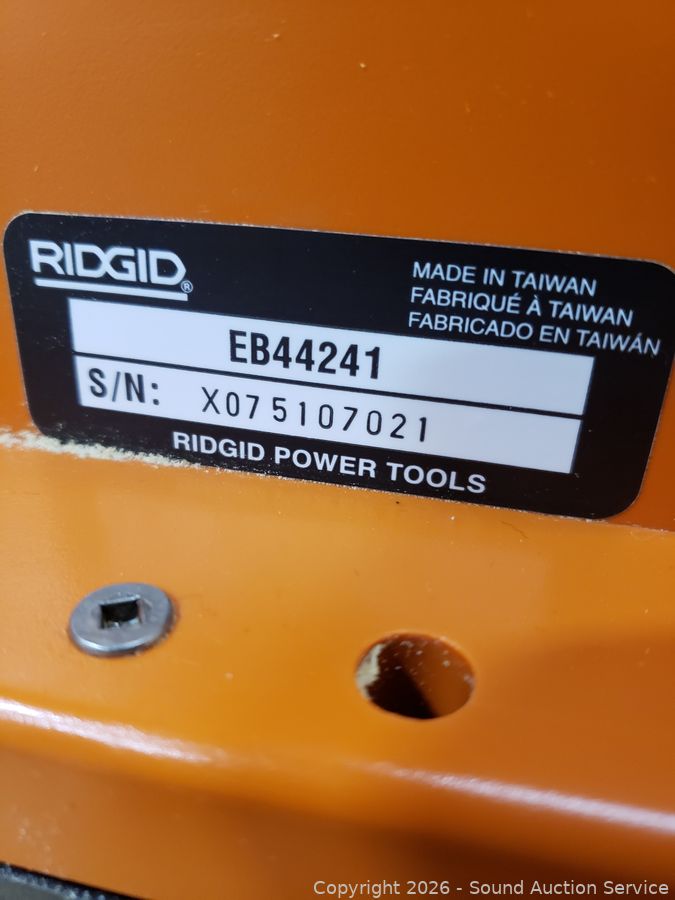 RIDGID®
MADE IN TAIWAN
FABRIQUÉ À TAIWAN
FABRICADO EN TAIWÁN
EB44241
S/N: X075107021
RIDGID POWER TOOLS
Copyright 2026 - Sound Auction Service